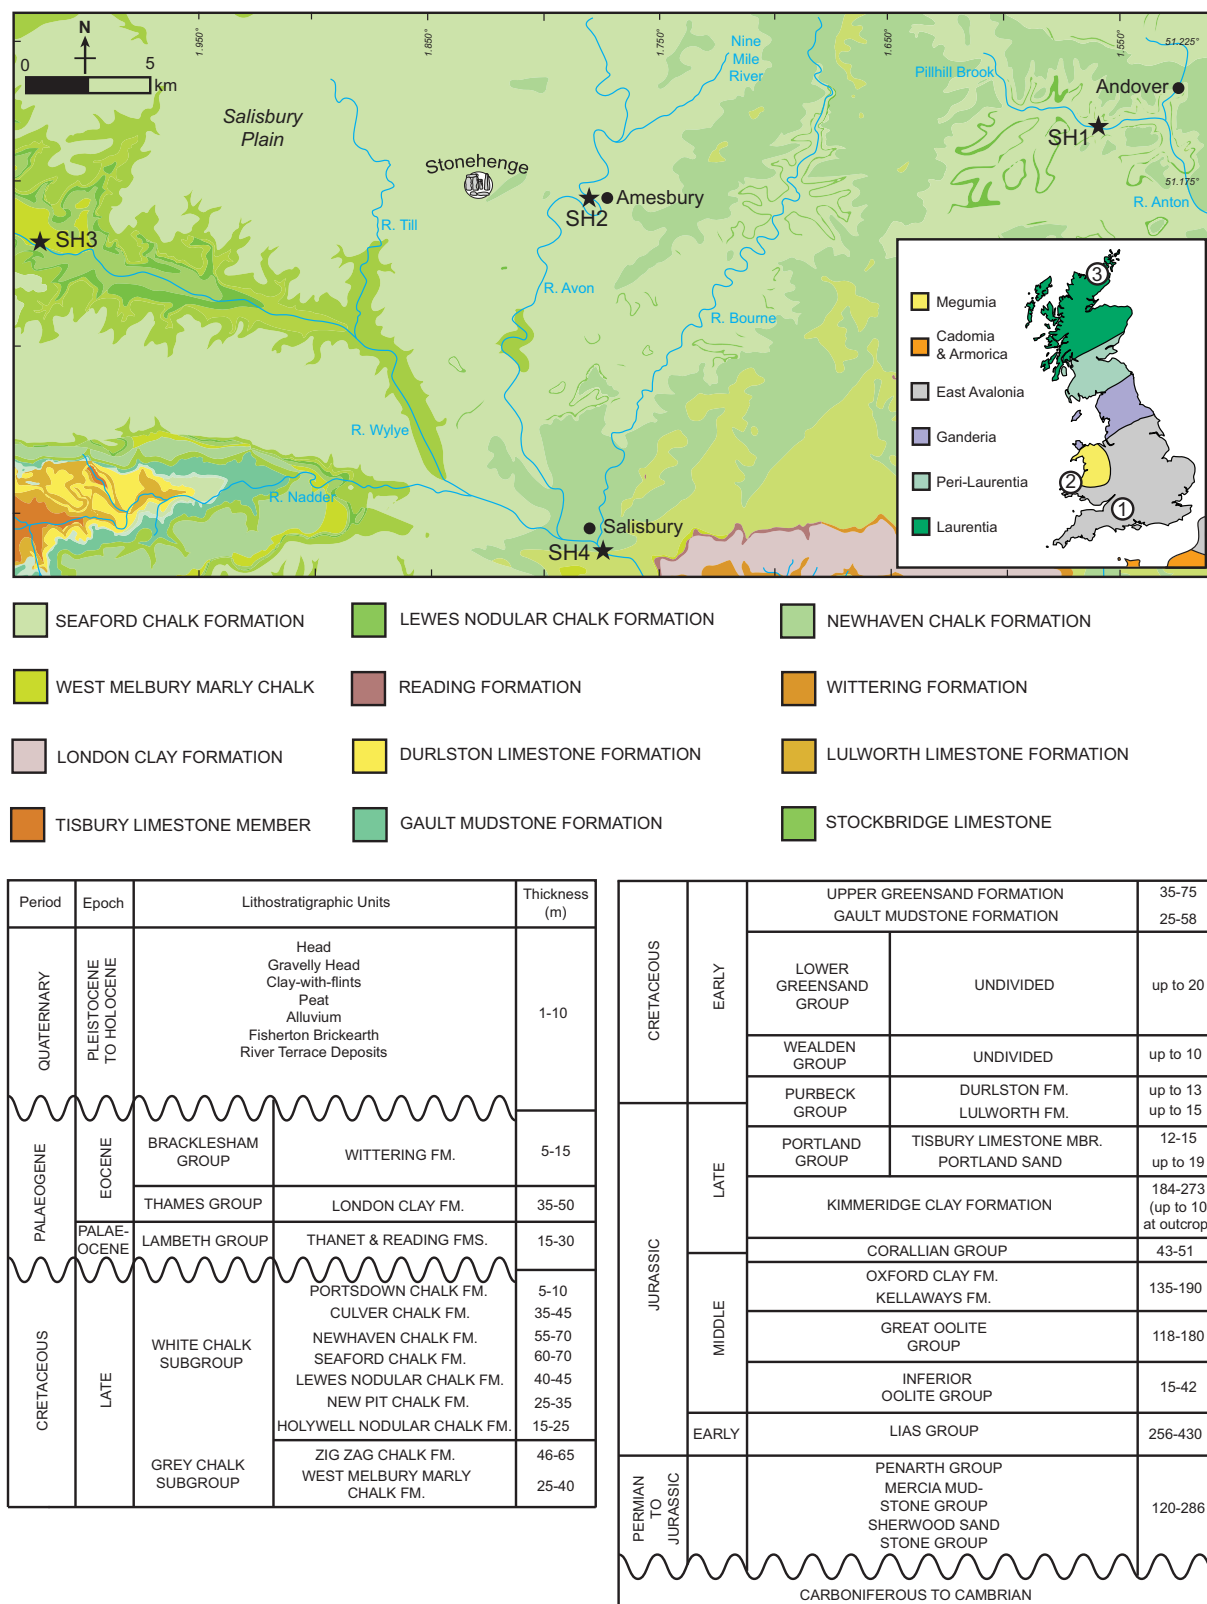 N
0 5
km
1.950°
1.850°
1.750°
1.650°
1.550°
51.225°
51.175°
Nine
Mile
River
Pillhill Brook
Andover
SH1
R. Anton
Salisbury
Plain
Stonehenge
Amesbury
SH2
SH3
R. Till
R. Avon
R. Bourne
R. Wylye
R. Nadder
Salisbury
SH4
Megumia
Cadomia
& Armorica
East Avalonia
Ganderia
Peri-Laurentia
Laurentia
3
2
1
SEAFORD CHALK FORMATION
LEWES NODULAR CHALK FORMATION
NEWHAVEN CHALK FORMATION
WEST MELBURY MARLY CHALK
READING FORMATION
WITTERING FORMATION
LONDON CLAY FORMATION
DURLSTON LIMESTONE FORMATION
LULWORTH LIMESTONE FORMATION
TISBURY LIMESTONE MEMBER
GAULT MUDSTONE FORMATION
STOCKBRIDGE LIMESTONE
Period Epoch Lithostratigraphic Units Thickness
(m)
QUATERNARY
PLEISTOCENE
TO HOLOCENE
Head
Gravelly Head
Clay-with-flints
Peat
Alluvium
Fisherton Brickearth
River Terrace Deposits
1-10
PALAEOGENE
EOCENE
BRACKLESHAM
GROUP
WITTERING FM.
5-15
THAMES GROUP
LONDON CLAY FM.
35-50
PALAE-
OCENE
LAMBETH GROUP
THANET & READING FMS.
15-30
CRETACEOUS
LATE
WHITE CHALK
SUBGROUP
PORTSDOWN CHALK FM. 5-10
CULVER CHALK FM. 35-45
NEWHAVEN CHALK FM. 55-70
SEAFORD CHALK FM. 60-70
LEWES NODULAR CHALK FM. 40-45
NEW PIT CHALK FM. 25-35
HOLYWELL NODULAR CHALK FM. 15-25
GREY CHALK
SUBGROUP
ZIG ZAG CHALK FM. 46-65
WEST MELBURY MARLY
CHALK FM.
25-40
CRETACEOUS
EARLY
UPPER GREENSAND FORMATION 35-75
GAULT MUDSTONE FORMATION 25-58
LOWER
GREENSAND
GROUP
UNDIVIDED
up to 20
WEALDEN
GROUP
UNDIVIDED
up to 10
PURBECK
GROUP
DURLSTON FM. up to 13
LULWORTH FM. up to 15
JURASSIC
LATE
PORTLAND
GROUP
TISBURY LIMESTONE MBR. 12-15
PORTLAND SAND up to 19
KIMMERIDGE CLAY FORMATION
184-273
(up to 10
at outcrop
MIDDLE
CORALLIAN GROUP 43-51
OXFORD CLAY FM.
KELLAWAYS FM.
135-190
GREAT OOLITE
GROUP
118-180
INFERIOR
OOLITE GROUP
15-42
EARLY
LIAS GROUP
256-430
PERMIAN
TO
JURASSIC
PENARTH GROUP
MERCIA MUD-
STONE GROUP
SHERWOOD SAND
STONE GROUP
120-286
CARBONIFEROUS TO CAMBRIAN